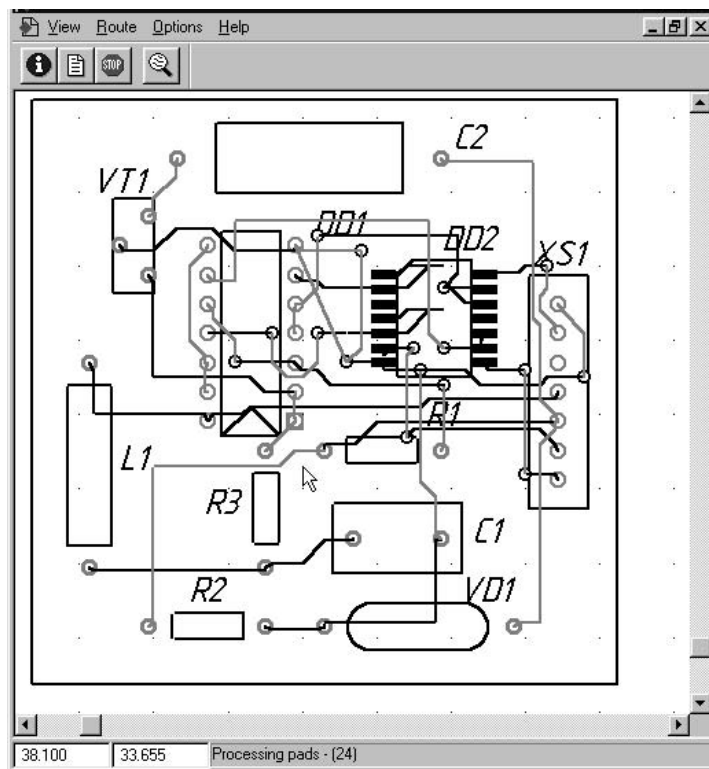 View Route Options Help
STOP
C2
VT1
DD1
DD2
XS1
R1
L1
R3
C1
R2
VD1
38.100 33.655 Processing pads - (24)